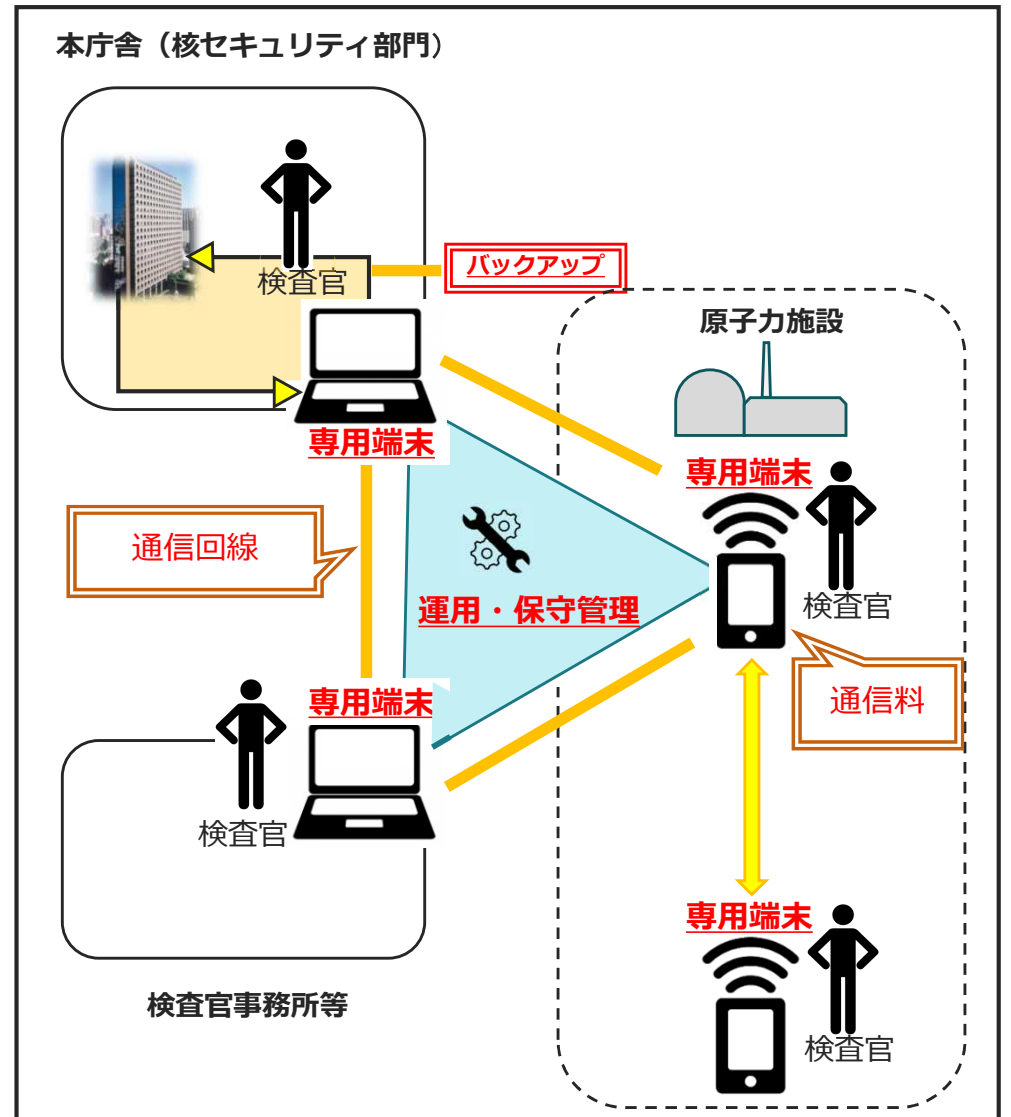 本庁舎（核セキュリティ部門）
検査官
バックアップ
原子力施設
専用端末
専用端末
通信回線
検査官
運用・保守管理
通信料
専用端末
検査官
専用端末
検査官事務所等
検査官